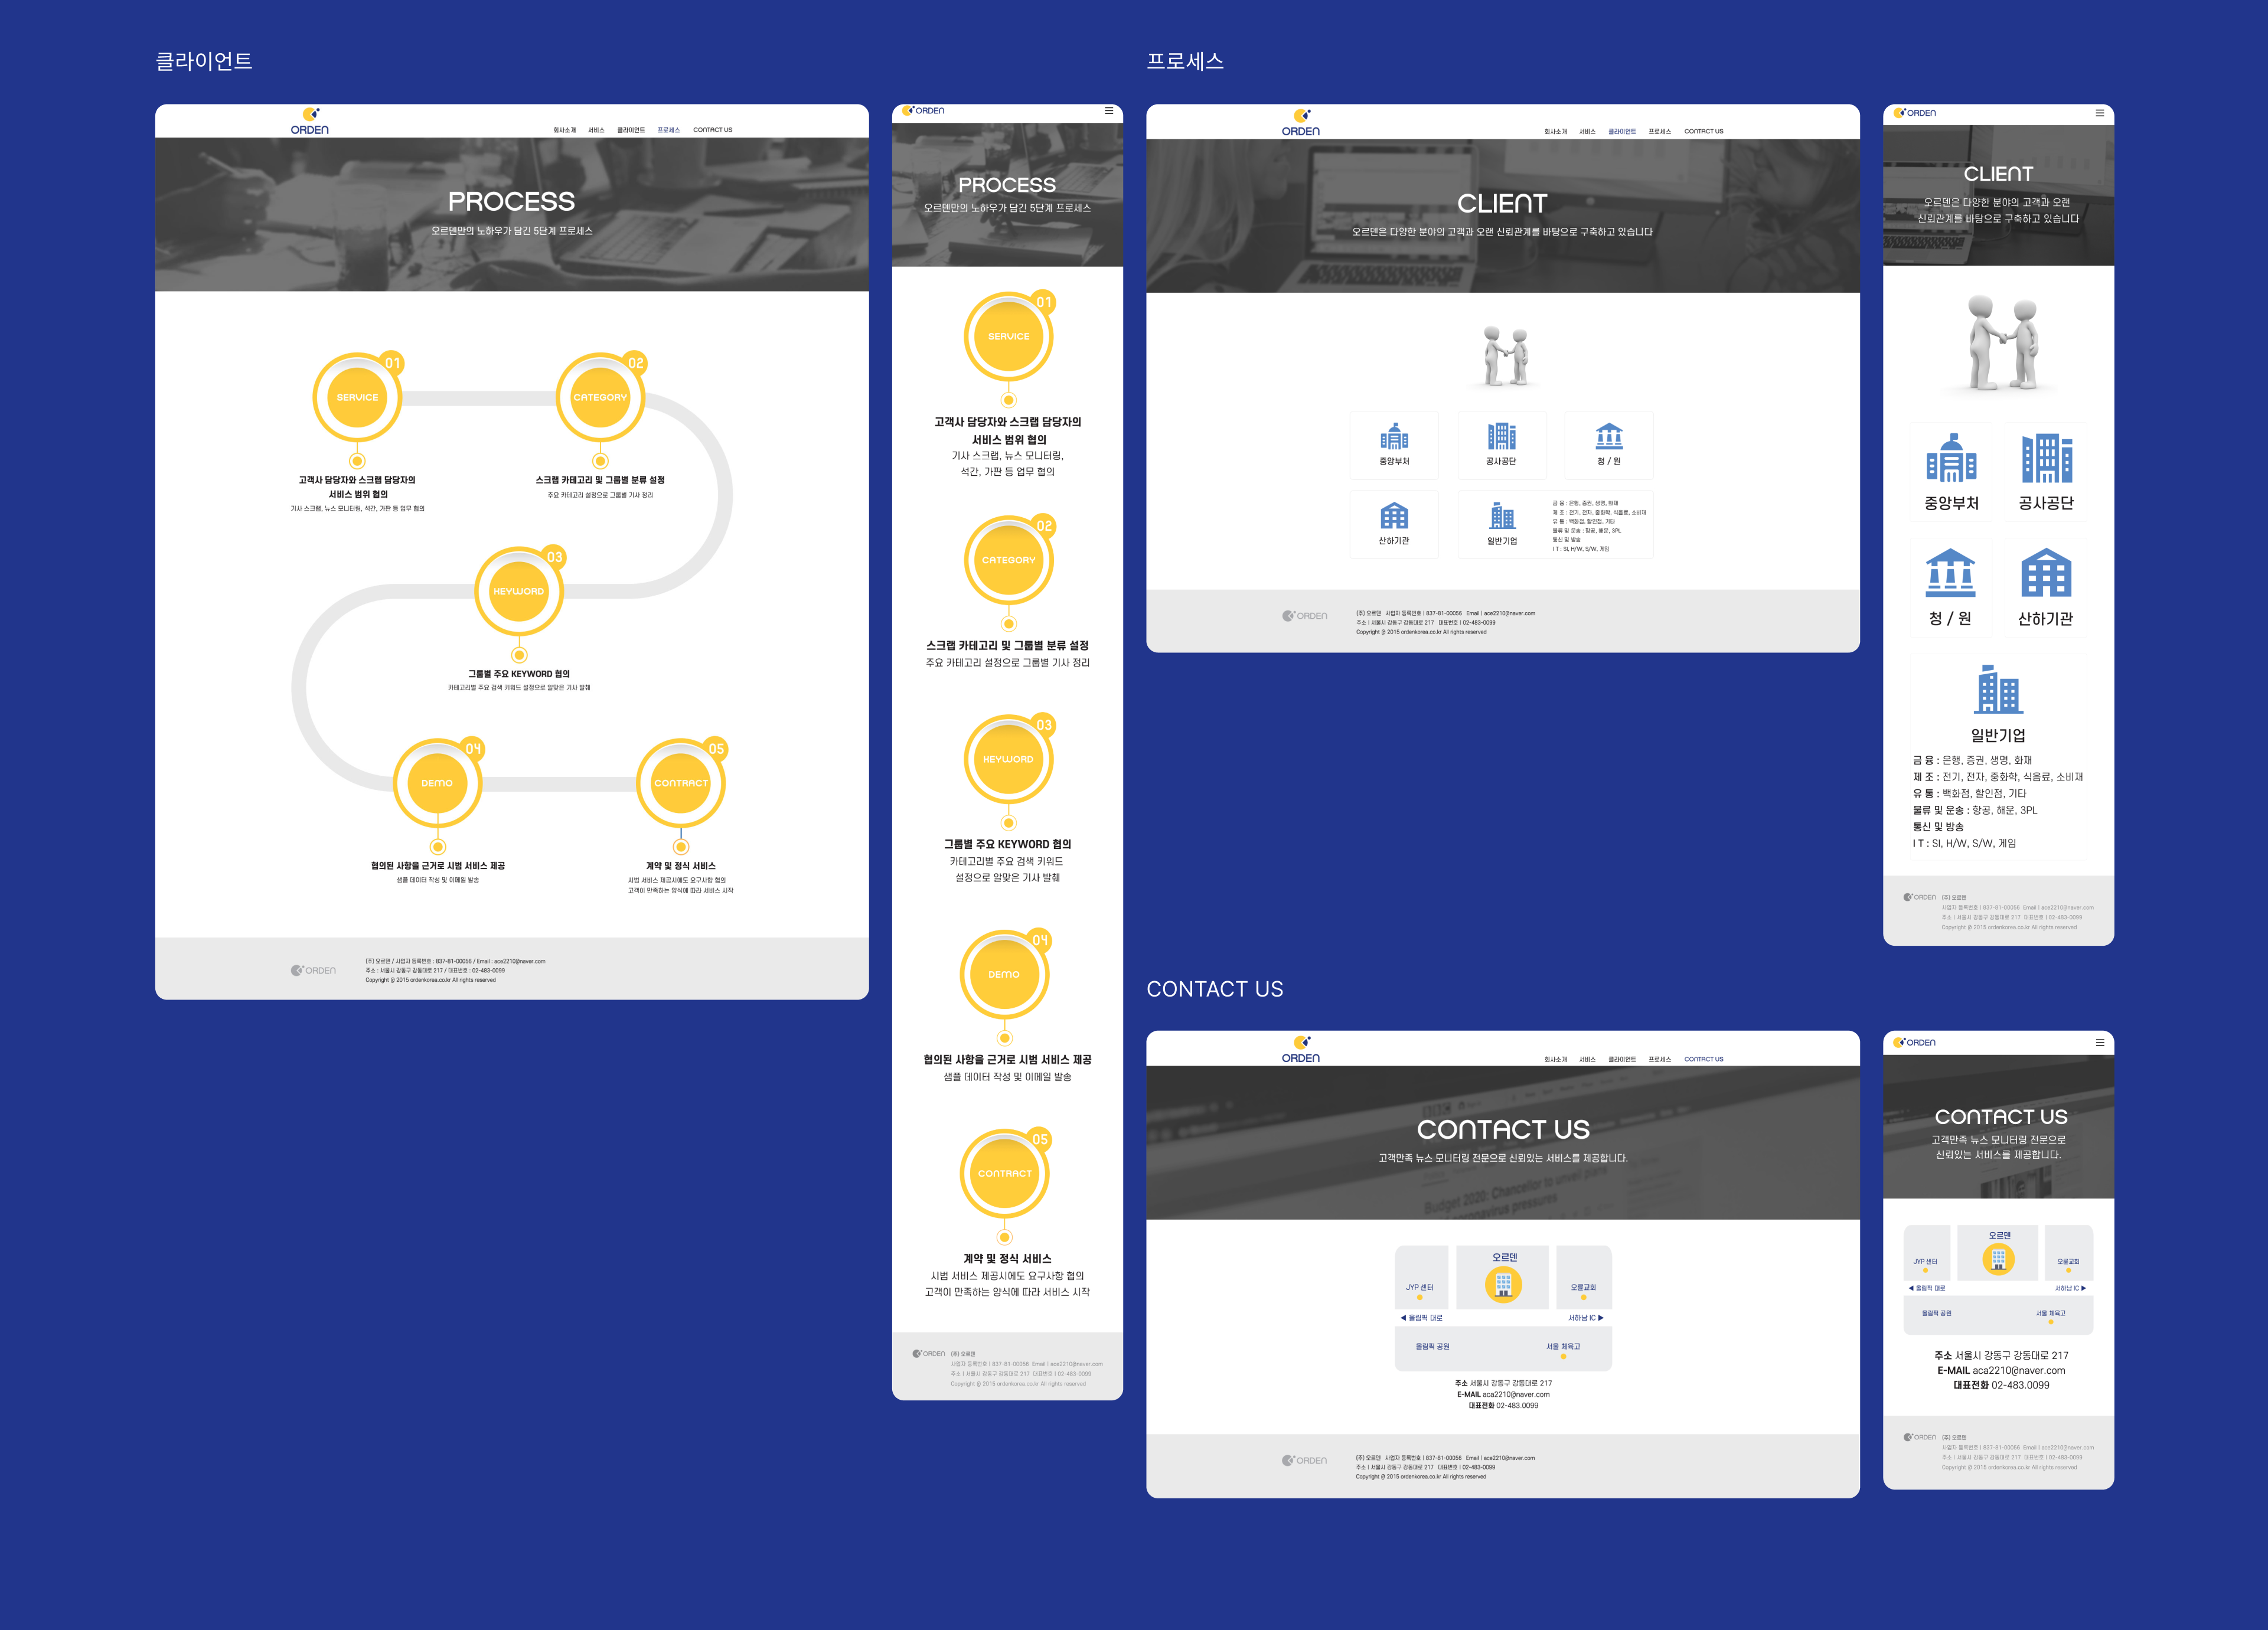 클라이언트
ORDEN
회사소개 서비스 클라이언트 프로세스 CONTACT US
PROCESS
오르덴만의 노하우가 담긴 5단계 프로세스
01
SERVICE
고객사 담당자와 스크랩 담당자의
서비스 범위 협의
기사 스크랩, 뉴스 모니터링, 석간, 가판 등 업무 협의
02
CATEGORY
스크랩 카테고리 및 그룹별 분류 설정
주요 카테고리 설정으로 그룹별 기사 정리
03
KEYWORD
그룹별 주요 KEYWORD 협의
카테고리별 주요 검색 키워드 설정으로 알맞은 기사 발췌
04
DEMO
협의된 사항을 근거로 시범 서비스 제공
샘플 데이터 작성 및 이메일 발송
05
CONTRACT
계약 및 정식 서비스
시범 서비스 제공시에도 요구사항 협의
고객이 만족하는 양식에 따라 서비스 시작
ORDEN
(주) 오르덴 / 사업자 등록번호 : 837-81-00056 / Email : ace2210@naver.com
주소 : 서울시 강동구 강동대로 217 / 대표번호 : 02-483-0099
Copyright @ 2015 ordenkorea.co.kr All rights reserved
ORDEN
PROCESS
오르덴만의 노하우가 담긴 5단계 프로세스
01
SERVICE
고객사 담당자와 스크랩 담당자의
서비스 범위 협의
기사 스크랩, 뉴스 모니터링,
석간, 가판 등 업무 협의
02
CATEGORY
스크랩 카테고리 및 그룹별 분류 설정
주요 카테고리 설정으로 그룹별 기사 정리
03
KEYWORD
그룹별 주요 KEYWORD 협의
카테고리별 주요 검색 키워드
설정으로 알맞은 기사 발췌
04
DEMO
협의된 사항을 근거로 시범 서비스 제공
샘플 데이터 작성 및 이메일 발송
05
CONTRACT
계약 및 정식 서비스
시범 서비스 제공시에도 요구사항 협의
고객이 만족하는 양식에 따라 서비스 시작
ORDEN (주) 오르덴
사업자 등록번호 | 837-81-00056 Email | ace2210@naver.com
주소 | 서울시 강동구 강동대로 217 대표번호 | 02-483-0099
Copyright @ 2015 ordenkorea.co.kr All rights reserved
프로세스
ORDEN
회사소개 서비스 클라이언트 프로세스 CONTACT US
CLIENT
오르덴은 다양한 분야의 고객과 오랜 신뢰관계를 바탕으로 구축하고 있습니다
중앙부처
공사공단
청 / 원
산하기관
일반기업
금 융 : 은행, 증권, 생명, 화재
제 조 : 전기, 전자, 중화학, 식음료, 소비재
유 통 : 백화점, 할인점, 기타
물류 및 운송 : 항공, 해운, 3PL
통신 및 방송
I T : SI, H/W, S/W, 게임
ORDEN
(주) 오르덴 사업자 등록번호 | 837-81-00056 Email | ace2210@naver.com
주소 | 서울시 강동구 강동대로 217 대표번호 | 02-483-0099
Copyright @ 2015 ordenkorea.co.kr All rights reserved
ORDEN
CLIENT
오르덴은 다양한 분야의 고객과 오랜
신뢰관계를 바탕으로 구축하고 있습니다
중앙부처
공사공단
청 / 원
산하기관
일반기업
금 융 : 은행, 증권, 생명, 화재
제 조 : 전기, 전자, 중화학, 식음료, 소비재
유 통 : 백화점, 할인점, 기타
물류 및 운송 : 항공, 해운, 3PL
통신 및 방송
I T : SI, H/W, S/W, 게임
ORDEN (주) 오르덴
사업자 등록번호 | 837-81-00056 Email | ace2210@naver.com
주소 | 서울시 강동구 강동대로 217 대표번호 | 02-483-0099
Copyright @ 2015 ordenkorea.co.kr All rights reserved
CONTACT US
ORDEN
회사소개 서비스 클라이언트 프로세스 CONTACT US
CONTACT US
고객만족 뉴스 모니터링 전문으로 신뢰있는 서비스를 제공합니다.
Budget 2020: Chancellor to unveil plans
pressures
오르덴
JYP 센터
오륜교회
◀ 올림픽 대로
서하남 IC ▶
올림픽 공원
서울 체육고
주소 서울시 강동구 강동대로 217
E-MAIL aca2210@naver.com
대표전화 02-483.0099
ORDEN
(주) 오르덴 사업자 등록번호 | 837-81-00056 Email | ace2210@naver.com
주소 | 서울시 강동구 강동대로 217 대표번호 | 02-483-0099
Copyright @ 2015 ordenkorea.co.kr All rights reserved
ORDEN
CONTACT US
고객만족 뉴스 모니터링 전문으로
신뢰있는 서비스를 제공합니다.
오르덴
JYP 센터
오륜교회
◀ 올림픽 대로
서하남 IC ▶
올림픽 공원
서울 체육고
주소 서울시 강동구 강동대로 217
E-MAIL aca2210@naver.com
대표전화 02-483.0099
ORDEN (주) 오르덴
사업자 등록번호 | 837-81-00056 Email | ace2210@naver.com
주소 | 서울시 강동구 강동대로 217 대표번호 | 02-483-0099
Copyright @ 2015 ordenkorea.co.kr All rights reserved